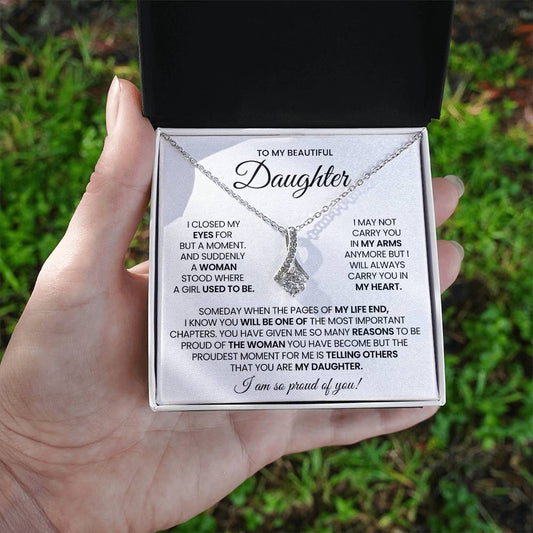 TO MY BEAUTIFUL
Daughter
I CLOSED MY
EYES FOR
BUT A MOMENT.
AND SUDDENLY
A WOMAN
STOOD WHERE
A GIRL USED TO BE.
I MAY NOT
CARRY YOU
IN MY ARMS
ANYMORE BUT I
WILL ALWAYS
CARRY YOU IN
MY HEART.
SOMEDAY WHEN THE PAGES OF MY LIFE END,
I KNOW YOU WILL BE ONE OF THE MOST IMPORTANT
CHAPTERS. YOU HAVE GIVEN ME SO MANY REASONS TO BE
PROUD OF THE WOMAN YOU HAVE BECOME BUT THE
PROUDEST MOMENT FOR ME IS TELLING OTHERS
THAT YOU ARE MY DAUGHTER.
I am so proud of you!